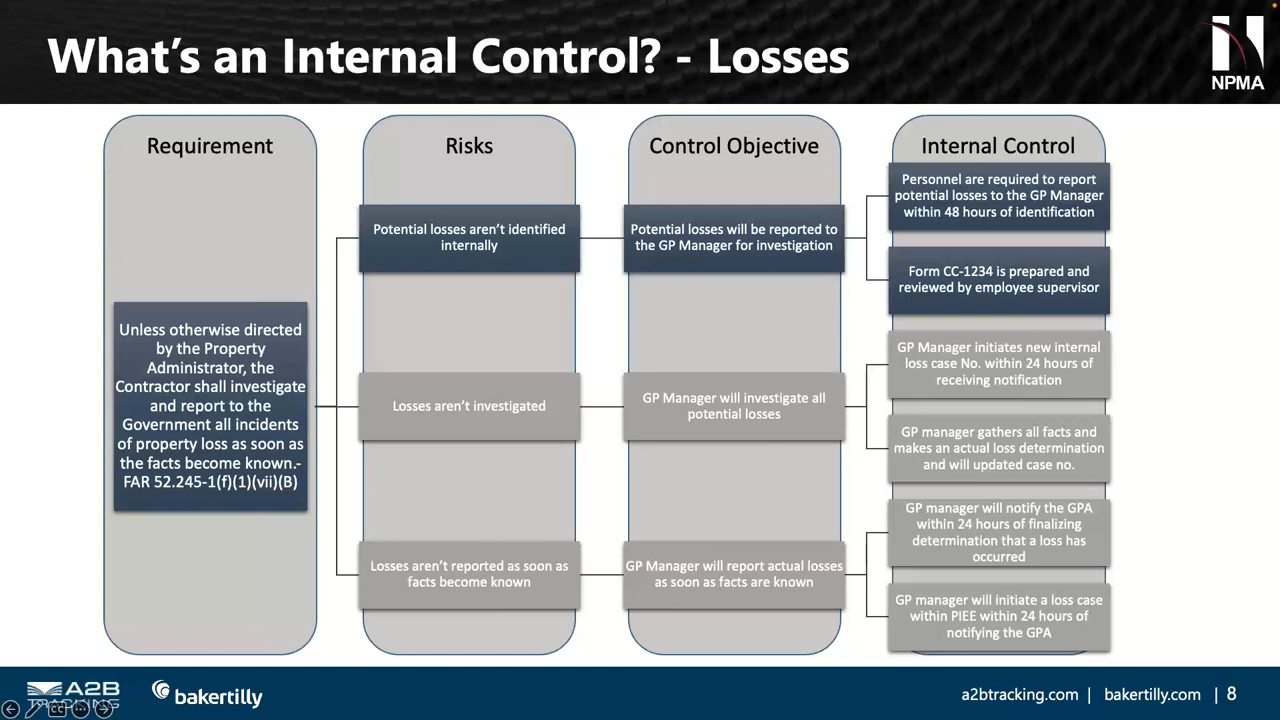 What's an Internal Control? - Losses
NPMA
Requirement
Risks
Control Objective
Internal Control
Unless otherwise directed
by the Property
Administrator, the
Contractor shall investigate
and report to the
Government all incidents
of property loss as soon as
the facts become known.-
FAR 52.245-1(f)(1)(vii)(B)
Potential losses aren't identified
internally
Potential losses will be reported to
the GP Manager for investigation
Personnel are required to report
potential losses to the GP Manager
within 48 hours of identification
Form CC-1234 is prepared and
reviewed by employee supervisor
Losses aren't investigated
GP Manager will investigate all
potential losses
GP Manager initiates new internal
loss case No. within 24 hours of
receiving notification
GP manager gathers all facts and
makes an actual loss determination
and will updated case no.
Losses aren't reported as soon as
facts become known
GP Manager will report actual losses
as soon as facts are known
GP manager will notify the GPA
within 24 hours of finalizing
determination that a loss has
occurred
GP manager will initiate a loss case
within PIEE within 24 hours of
notifying the GPA
A2B
TRACKING
bakertilly
a2btracking.com | bakertilly.com | 8